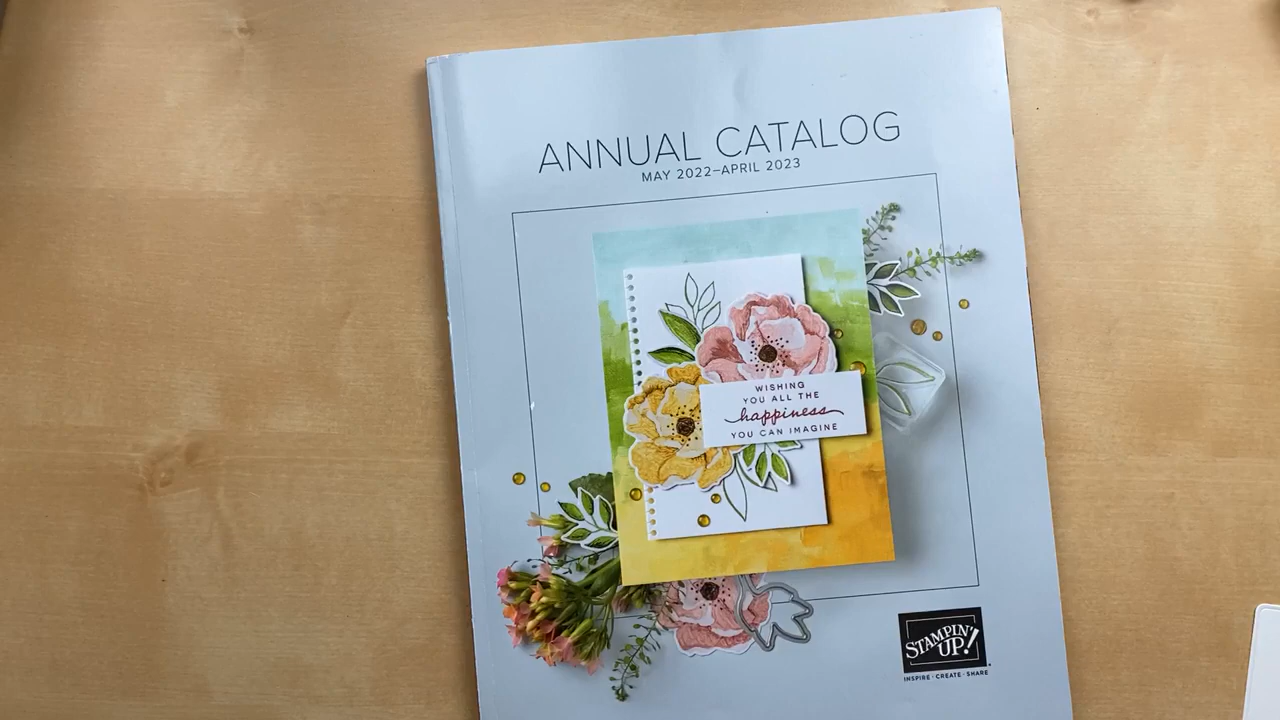 ANNUAL CATALOG
MAY 2022–APRIL 2023
WISHING
YOU ALL THE
happiness
YOU CAN IMAGINE
STAMPIN'
UP!
INSPIRE · CREATE · SHARE